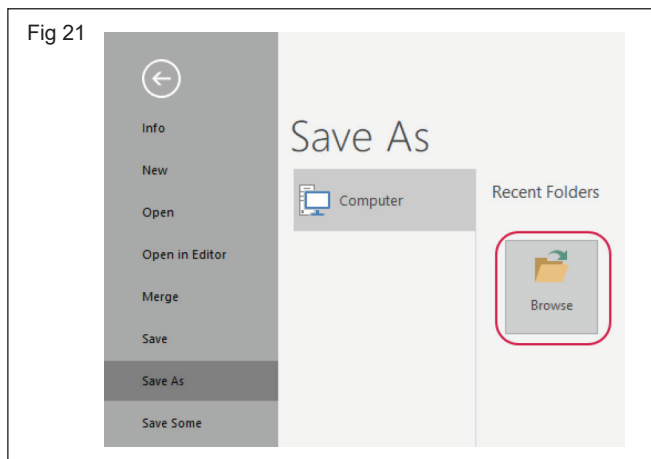 Fig 21
Info
New
Open
Open in Editor
Merge
Save
Save As
Save Some
Save As
Computer
Recent Folders
Browse